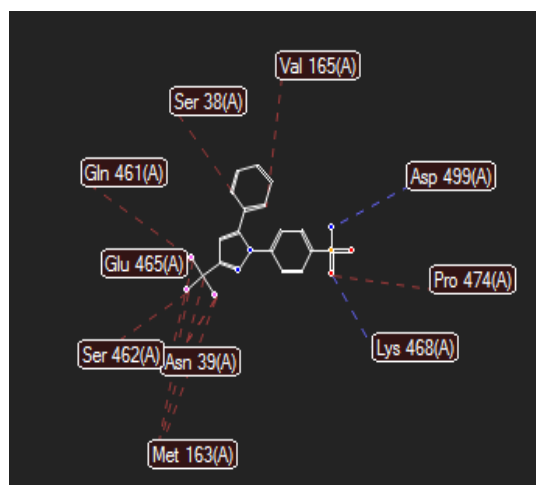 Val 165(A)
Ser 38(A)
Gln 461(A)
Asp 499(A)
Glu 465(A)
Pro 474(A)
Ser 462(A)
Asn 39(A)
Lys 468(A)
Met 163(A)